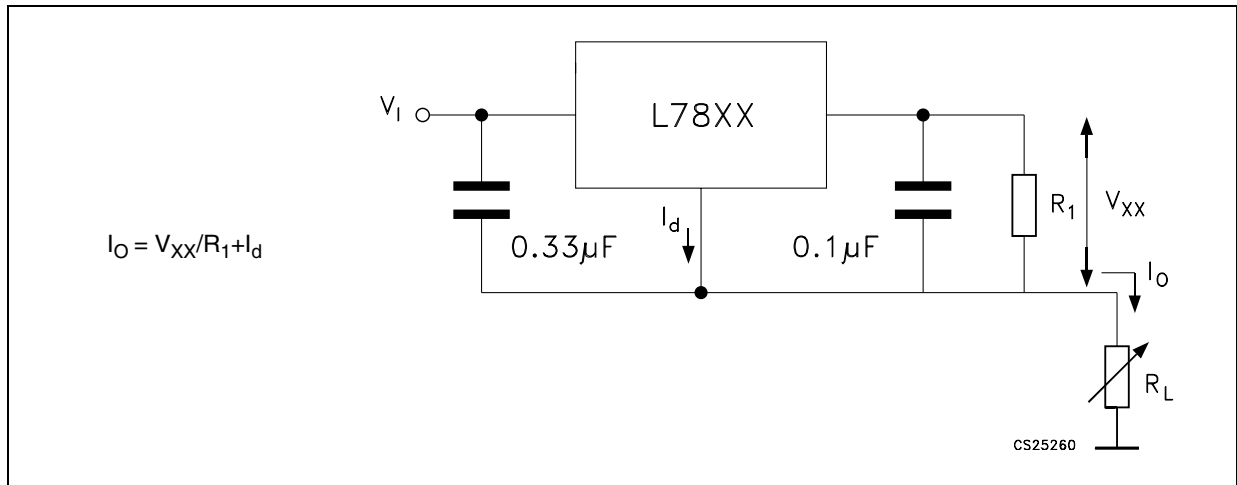 L78XX
V_I
I_d
R_1
V_XX
I_O = V_XX/R_1+I_d
0.33µF
0.1µF
I_O
R_L
CS25260